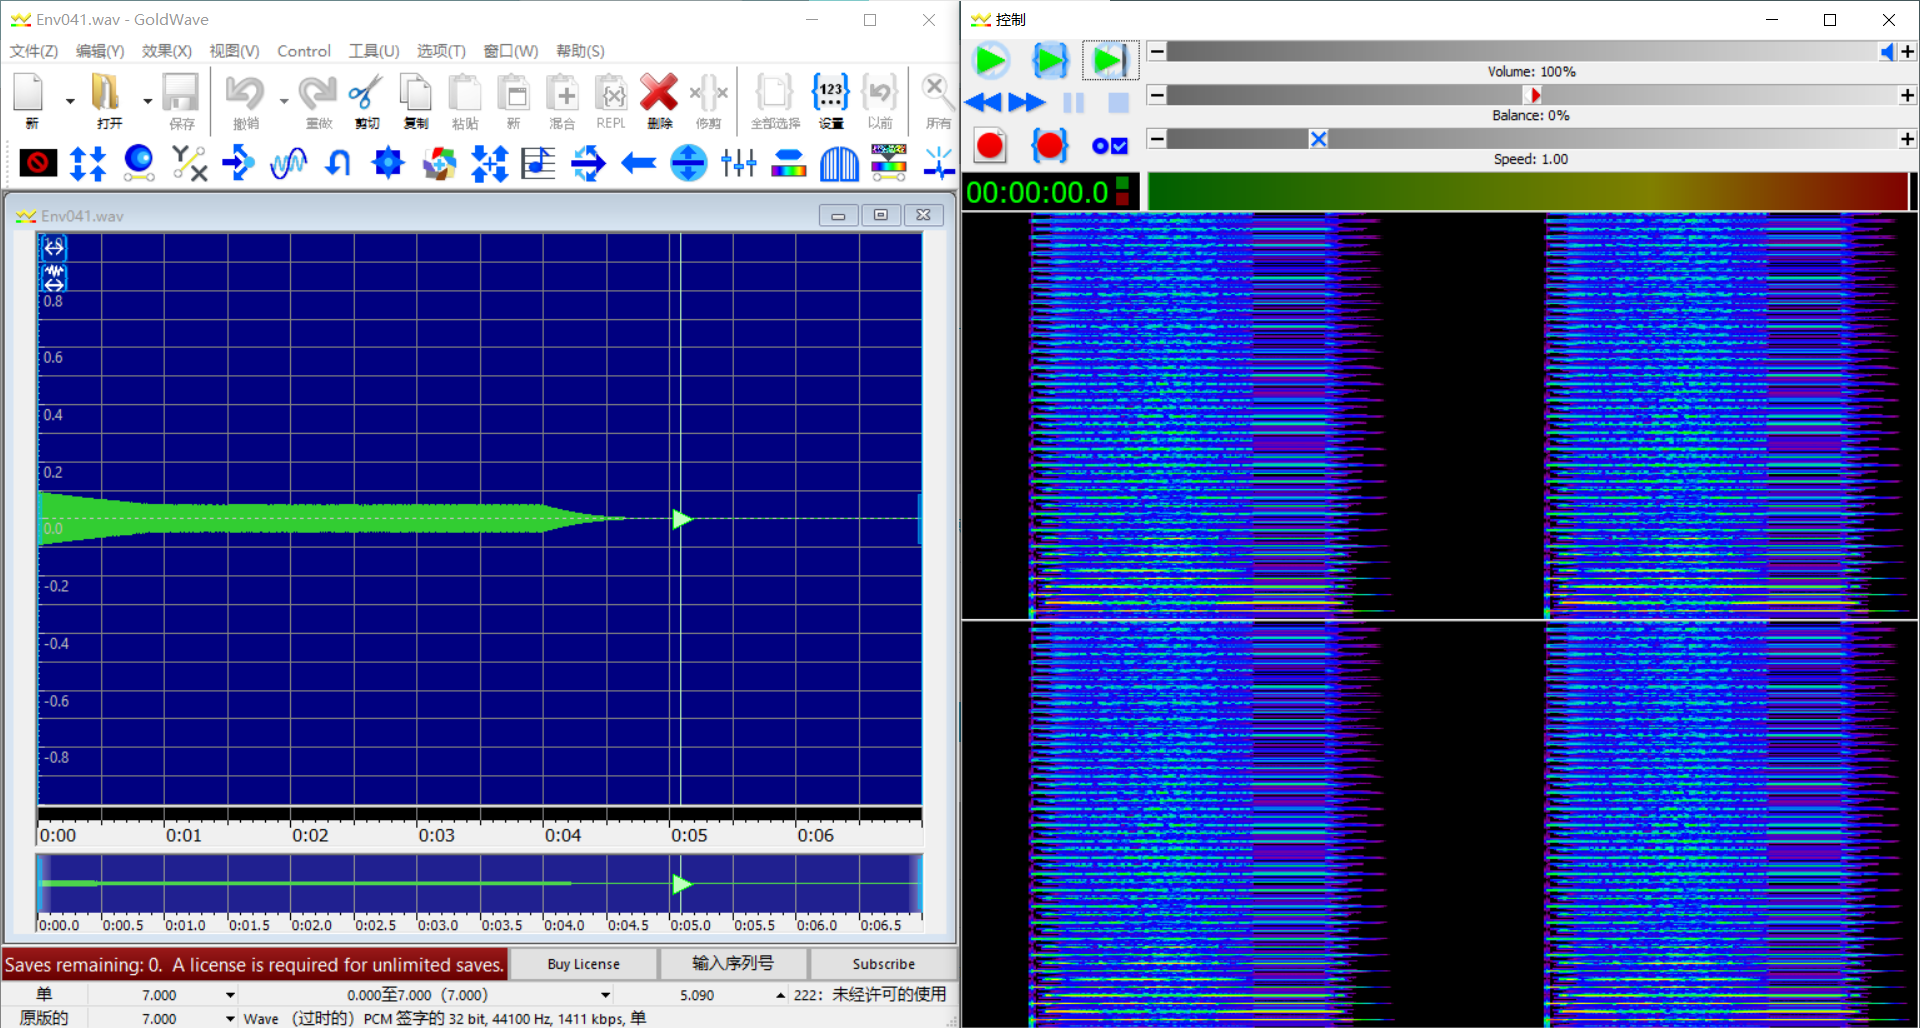 Env041.wav - GoldWave
文件(Z) 编辑(Y) 效果(X) 视图(V) Control 工具(U) 选项(T) 窗口(W) 帮助(S)
新 打开 保存 撤销 重做 剪切 复制 粘贴 新 混合 REPL 删除 修剪 全部选择 设置 以前 所有
Env041.wav
0.8
0.6
0.4
0.2
0.0
-0.2
-0.4
-0.6
-0.8
0:00 0:01 0:02 0:03 0:04 0:05 0:06
0:00.0 0:00.5 0:01.0 0:01.5 0:02.0 0:02.5 0:03.0 0:03.5 0:04.0 0:04.5 0:05.0 0:05.5 0:06.0 0:06.5
Saves remaining: 0. A license is required for unlimited saves. Buy License 输入序列号 Subscribe
单 7.000 0.000至7.000（7.000） 5.090 222：未经许可的使用
原版的 7.000 Wave （过时的）PCM 签字的 32 bit, 44100 Hz, 1411 kbps, 单
控制
Volume: 100%
Balance: 0%
Speed: 1.00
00:00:00.0